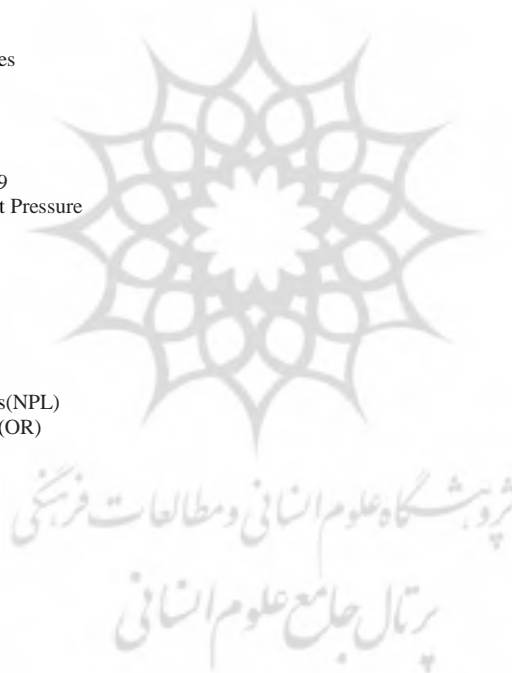 es
9
t Pressure
s(NPL)
(OR)
پژوهشگاه علوم انسانی و مطالعات فرهنگی
پرتال جامع علوم انسانی